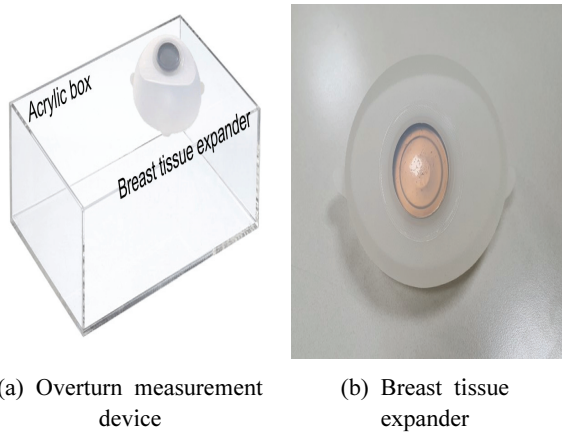 Acrylic box
Breast tissue expander
(a) Overturn measurement
device
(b) Breast tissue
expander